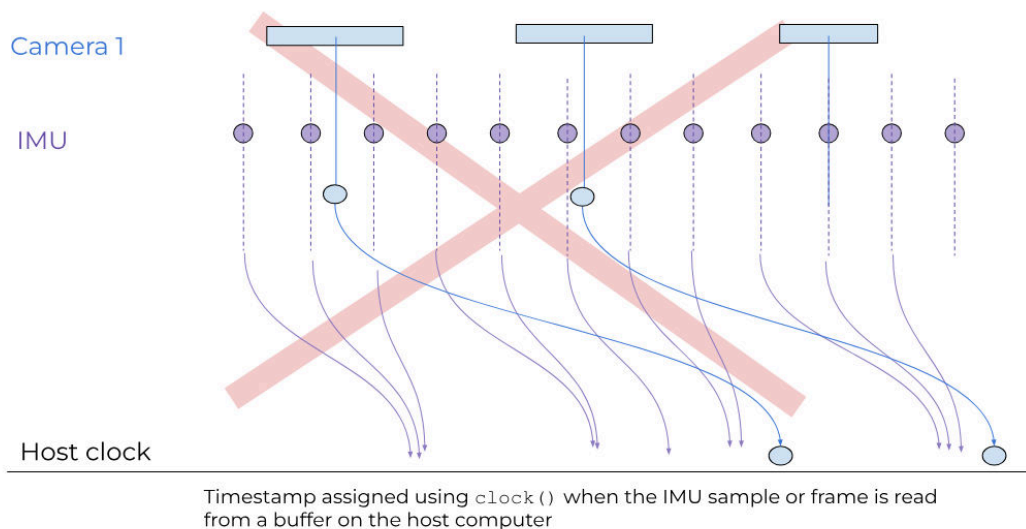 Camera 1
IMU
Host clock
Timestamp assigned using clock() when the IMU sample or frame is read
from a buffer on the host computer